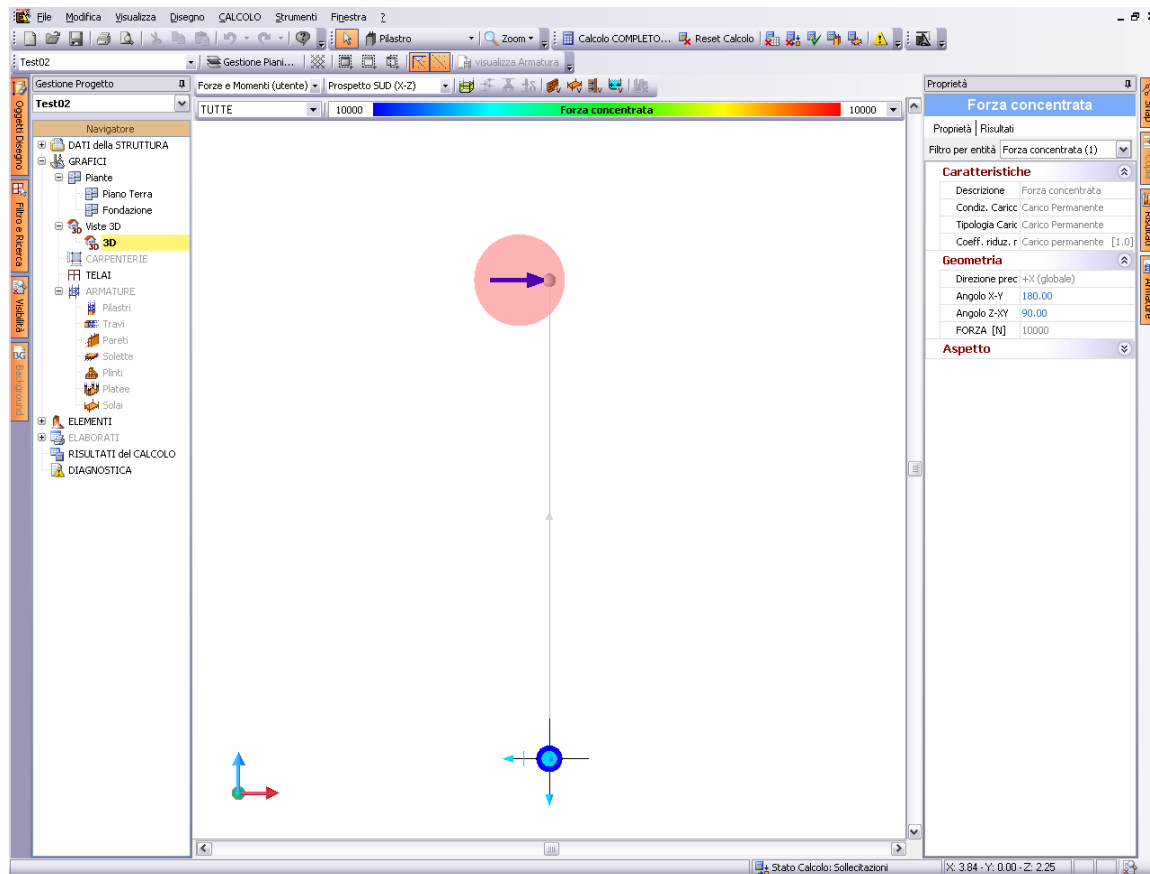 File Modifica Visualizza Disegno CALCOLO Strumenti Finestra ?
Pilastro Zoom Calcolo COMPLETO... Reset Calcolo
Test02 Gestione Piani... visualizza Armatura
Gestione Progetto
Test02
Navigatore
DATI della STRUTTURA
GRAFICI
Piante
Piano Terra
Fondazione
Viste 3D
3D
CARPENTERIE
TELAI
ARMATURE
Pilastri
Travi
Pareti
Solette
Plinti
Platee
Solai
ELEMENTI
ELABORATI
RISULTATI del CALCOLO
DIAGNOSTICA
Oggetti Disegno
Filtro e Ricerca
Visibilità
BG Background
Forze e Momenti (utente) Prospetto SUD (X-Z)
TUTTE 10000 Forza concentrata 10000
Proprietà
Forza concentrata
Proprietà Risultati
Filtro per entità Forza concentrata (1)
Caratteristiche
Descrizione Forza concentrata
Condiz. Caricc Carico Permanente
Tipologia Caric Carico Permanente
Coeff. riduz. r Carico permanente [1.0]
Geometria
Direzione prec +X (globale)
Angolo X-Y 180.00
Angolo Z-XY 90.00
FORZA [N] 10000
Aspetto
Snap
Copia
Risultati
Armature
Stato Calcolo: Sollecitazioni X: 3.84 - Y: 0.00 - Z: 2.25